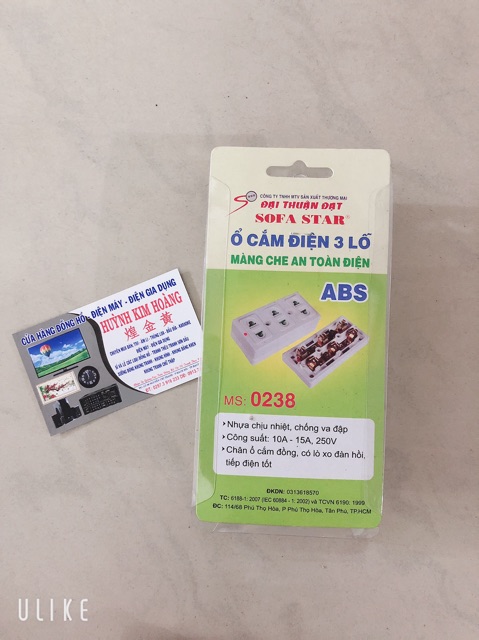 CÔNG TY TNHH MTV SẢN XUẤT THƯƠNG MẠI
ĐẠI THUẬN ĐẠT
SOFA STAR
Ổ CẮM ĐIỆN 3 LỖ
MÀNG CHE AN TOÀN ĐIỆN
ABS
MS: 0238
Nhựa chịu nhiệt, chống va đập
Công suất: 10A - 15A, 250V
Chân ổ cắm đồng, có lò xo đàn hồi,
tiếp điện tốt
ĐKDN: 0313618570
TC: 6188-1: 2007 (IEC 60884 - 1: 2002) và TCVN 6190: 1999
ĐC: 114/68 Phú Thọ Hòa, P Phú Thọ Hòa, Tân Phú, TP.HCM
CỬA HÀNG ĐỒNG HỒ - ĐIỆN MÁY - ĐIỆN GIA DỤNG
HUỲNH KIM HOÀNG
煌金黃
ULIKE